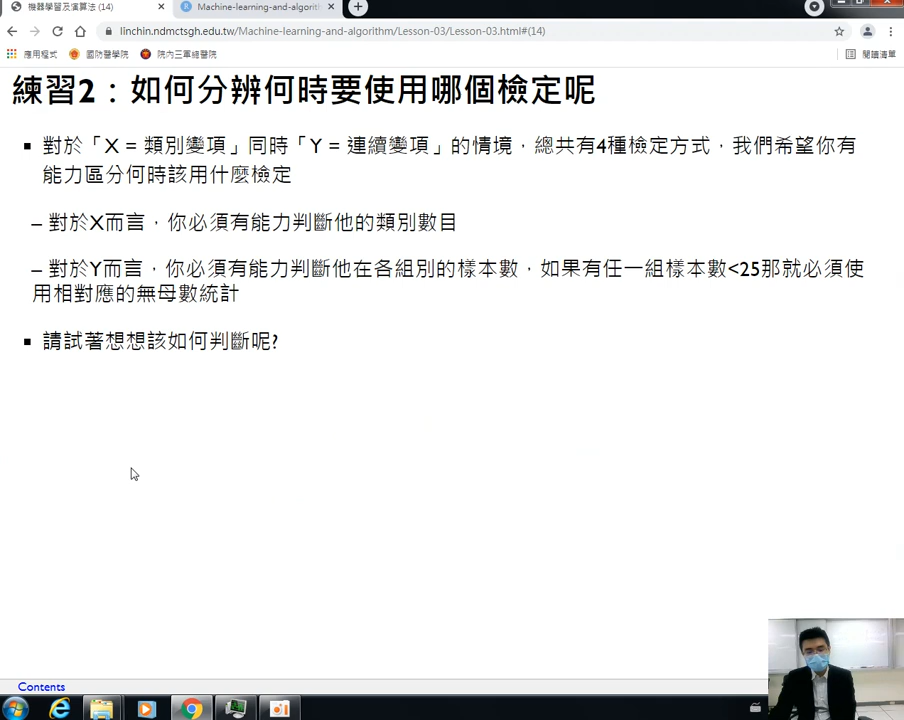 機器學習及演算法 (14)
Machine-learning-and-algorith
linchin.ndmctsgh.edu.tw/Machine-learning-and-algorithm/Lesson-03/Lesson-03.html#(14)
應用程式
國防醫學院
院內三軍總醫院
閱讀清單
練習2：如何分辨何時要使用哪個檢定呢
對於「X = 類別變項」同時「Y = 連續變項」的情境，總共有4種檢定方式，我們希望你有
能力區分何時該用什麼檢定
– 對於X而言，你必須有能力判斷他的類別數目
– 對於Y而言，你必須有能力判斷他在各組別的樣本數，如果有任一組樣本數<25那就必須使
用相對應的無母數統計
請試著想想該如何判斷呢?
Contents